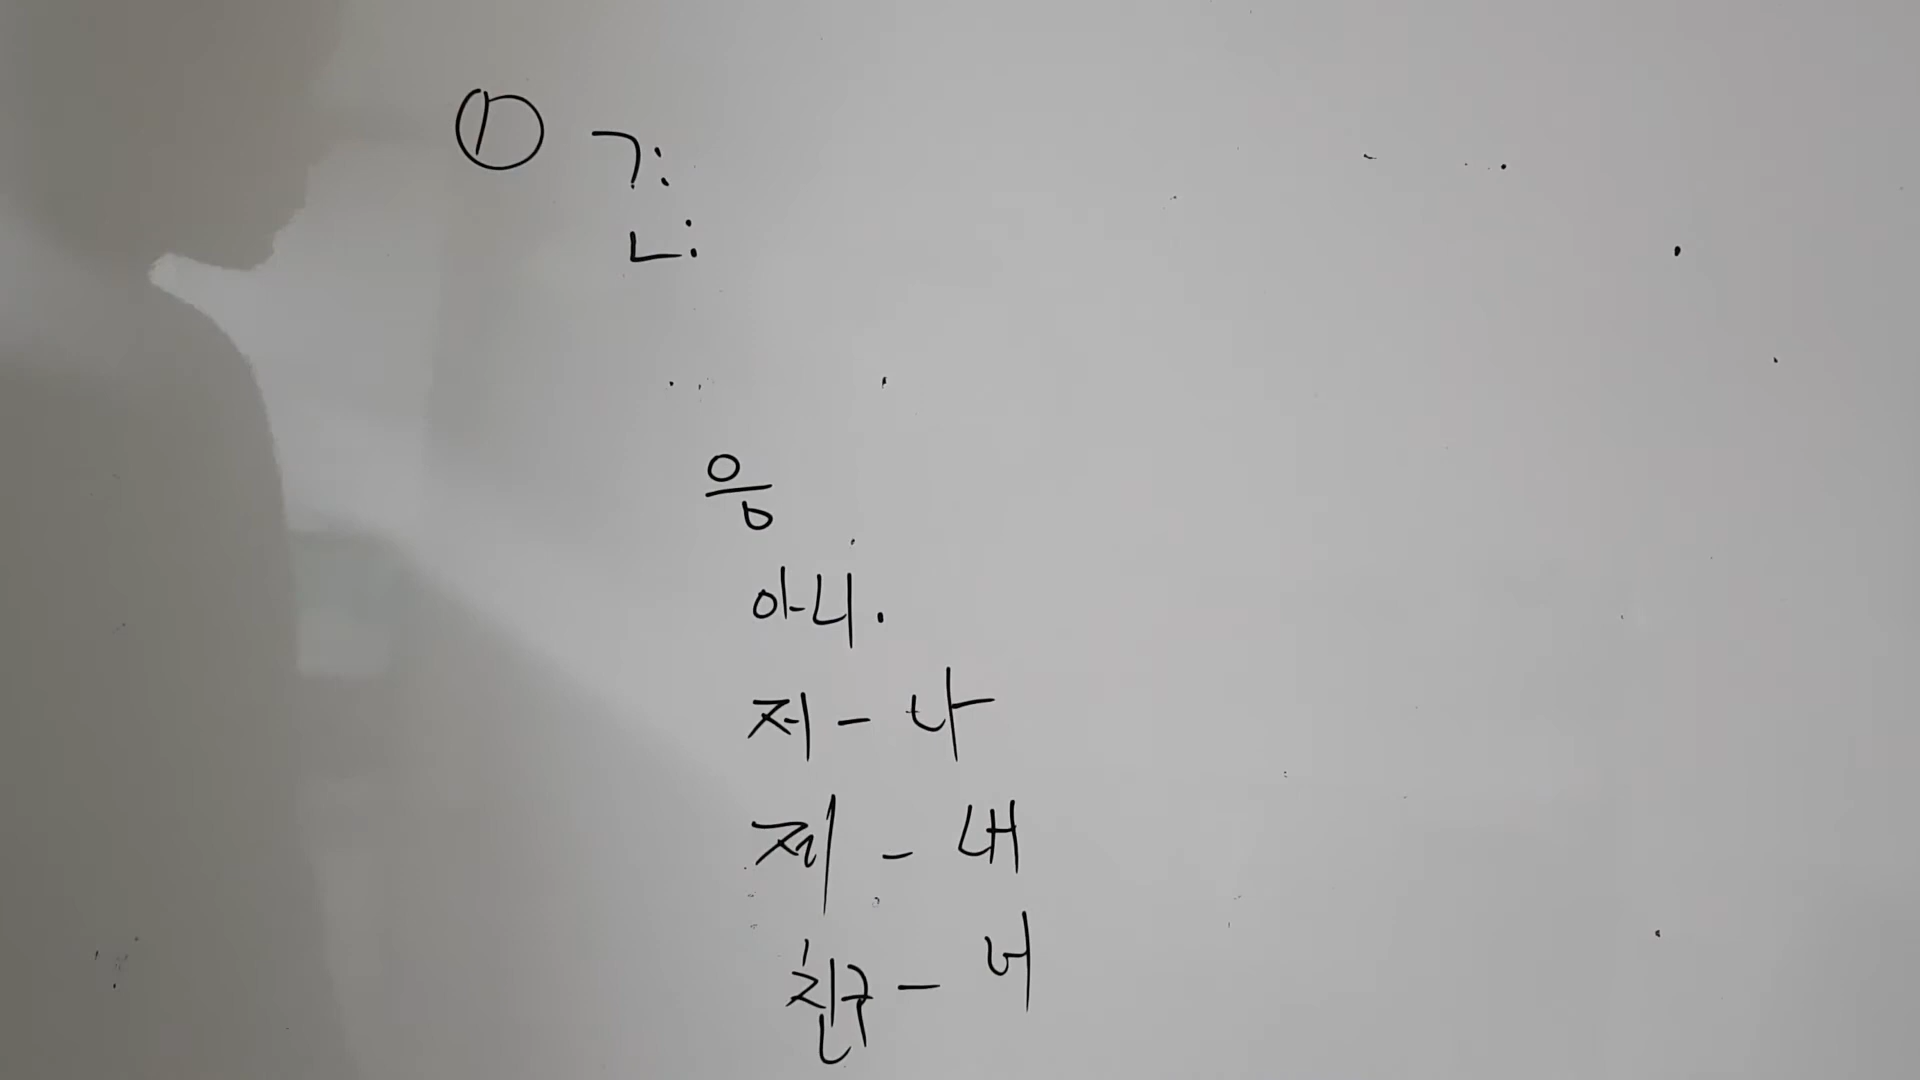 ① ㄱ:
ㄴ:
응
아니.
저 - 나
제 - 내
친구 - 너